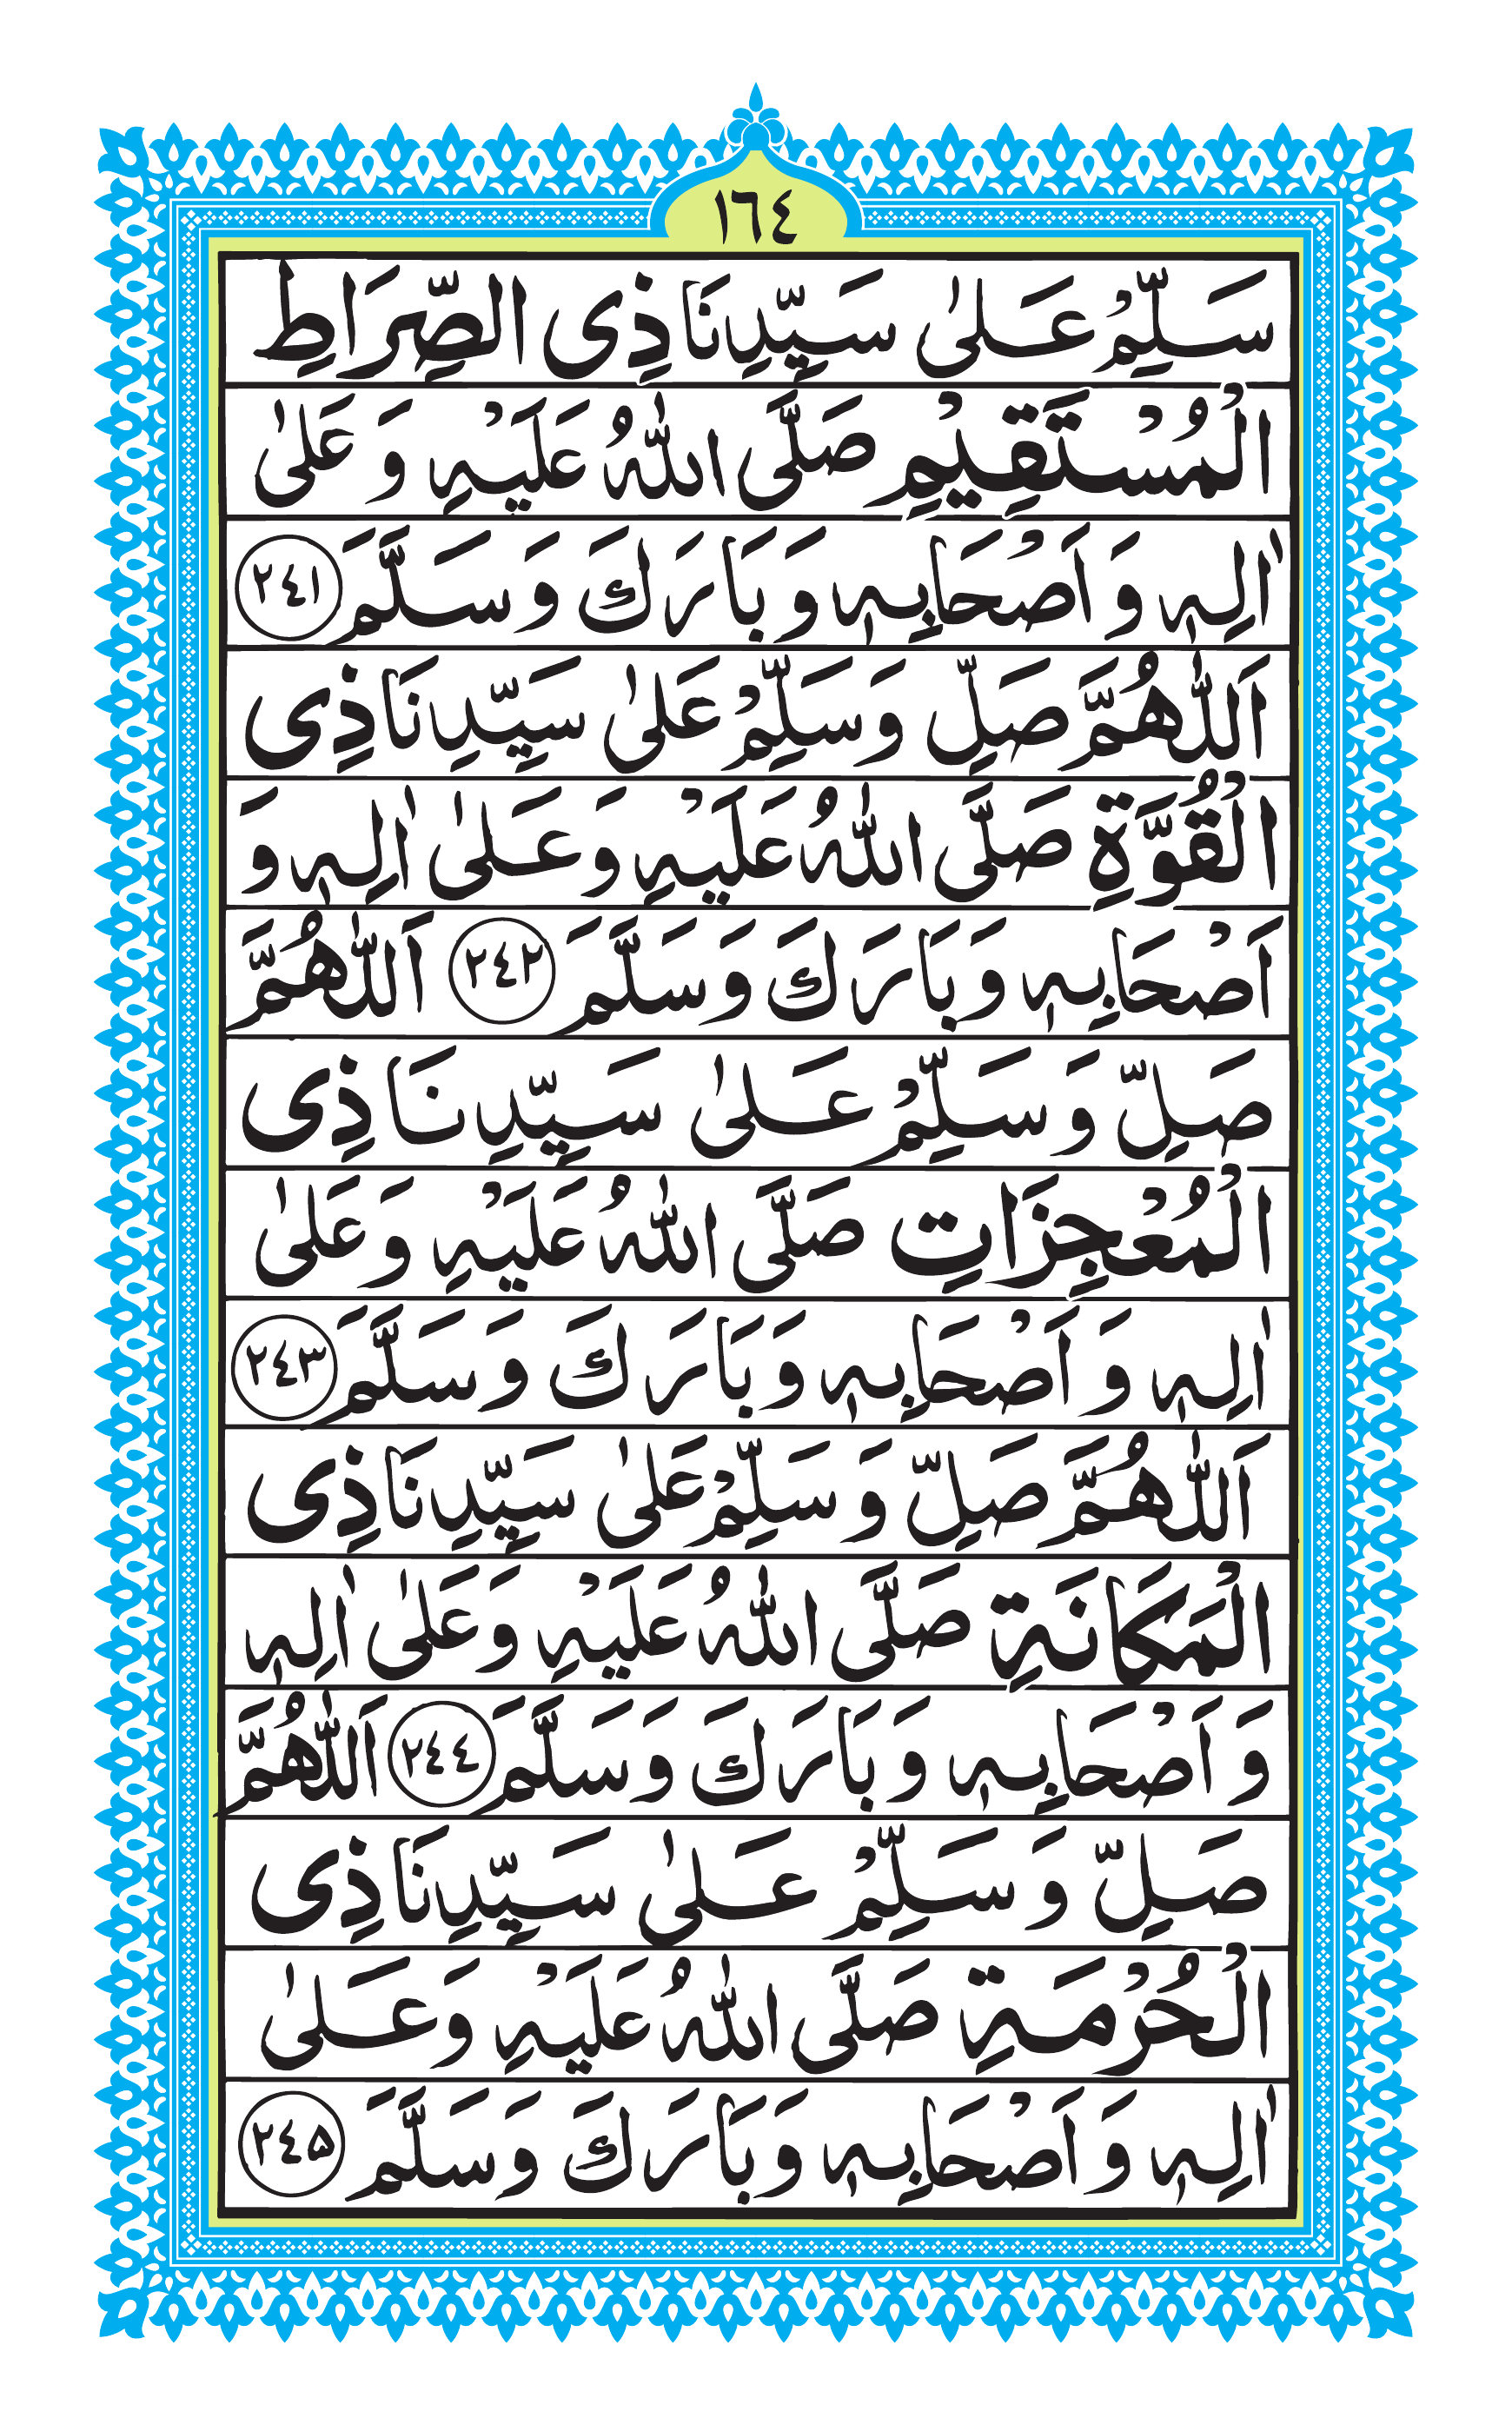 ١٦٤
سَلِّمْ عَلٰى سَيِّدِنَا ذِی الصِّرَاطِ
الْمُسْتَقِيْمِ صَلَّى اللّٰهُ عَلَيْهِ وَ عَلٰى
اٰلِهٖ وَ اَصْحَابِهٖ وَ بَارَكَ وَ سَلَّمَ ٢٤١
اَللّٰهُمَّ صَلِّ وَ سَلِّمْ عَلٰى سَيِّدِنَا ذِی
الْقُوَّةِ صَلَّى اللّٰهُ عَلَيْهِ وَ عَلٰى اٰلِهٖ وَ
اَصْحَابِهٖ وَ بَارَكَ وَ سَلَّمَ ٢٤٢ اَللّٰهُمَّ
صَلِّ وَ سَلِّمْ عَلٰى سَيِّدِنَا ذِی
الْمُعْجِزَاتِ صَلَّى اللّٰهُ عَلَيْهِ وَ عَلٰى
اٰلِهٖ وَ اَصْحَابِهٖ وَ بَارَكَ وَ سَلَّمَ ٢٤٣
اَللّٰهُمَّ صَلِّ وَ سَلِّمْ عَلٰى سَيِّدِنَا ذِی
الْمَكَانَةِ صَلَّى اللّٰهُ عَلَيْهِ وَ عَلٰى اٰلِهٖ
وَ اَصْحَابِهٖ وَ بَارَكَ وَ سَلَّمَ ٢٤٤ اَللّٰهُمَّ
صَلِّ وَ سَلِّمْ عَلٰى سَيِّدِنَا ذِی
الْحُرْمَةِ صَلَّى اللّٰهُ عَلَيْهِ وَ عَلٰى
اٰلِهٖ وَ اَصْحَابِهٖ وَ بَارَكَ وَ سَلَّمَ ٢٤۵